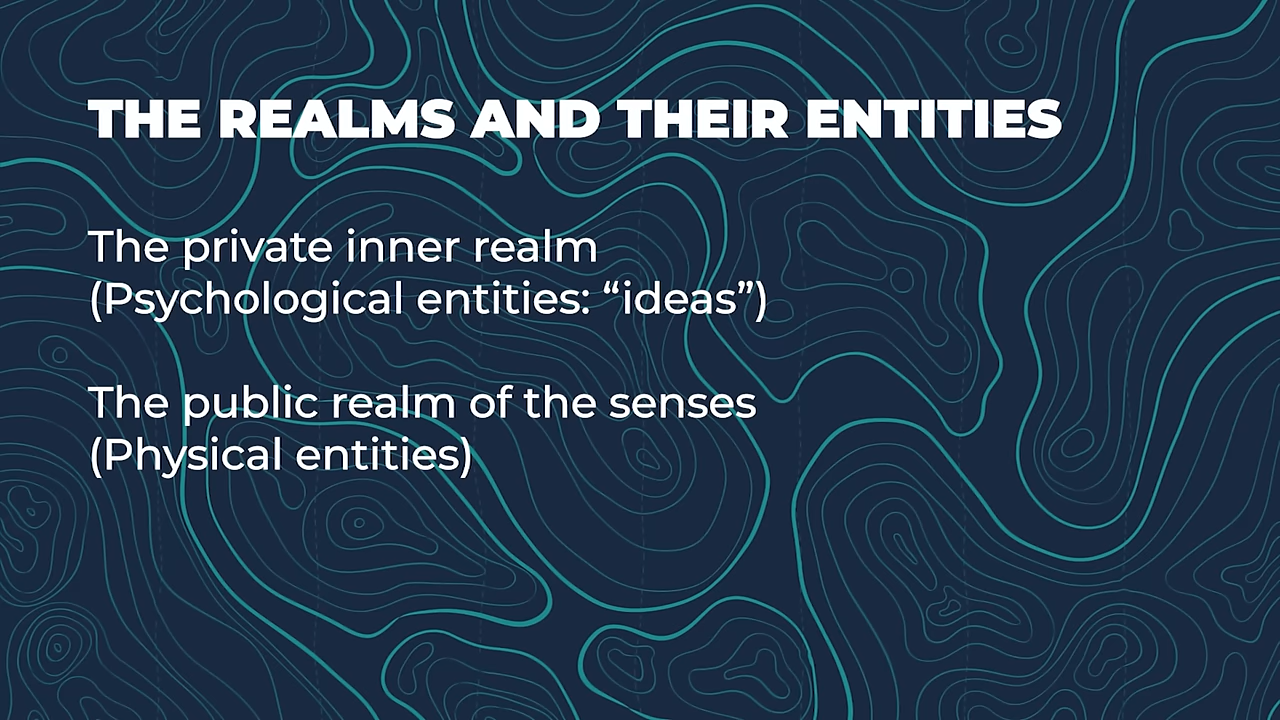 THE REALMS AND THEIR ENTITIES
The private inner realm
(Psychological entities: “ideas”)
The public realm of the senses
(Physical entities)